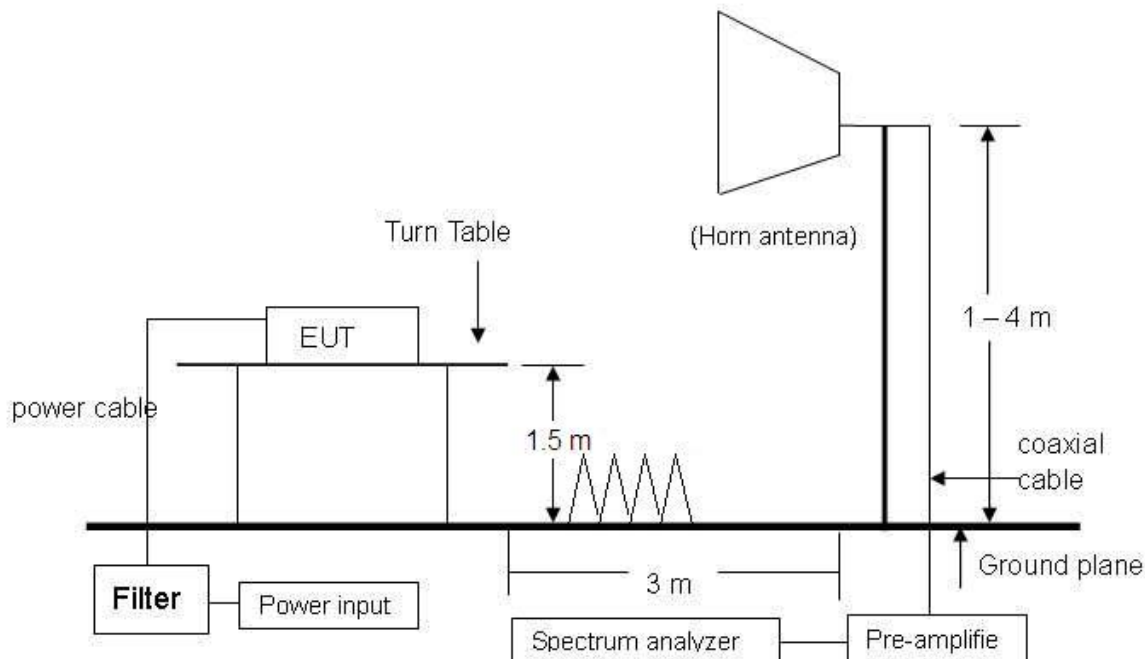 (Horn antenna)
Turn Table
1 – 4 m
EUT
power cable
1.5 m
coaxial
cable
Ground plane
3 m
Filter
Power input
Spectrum analyzer
Pre-amplifie